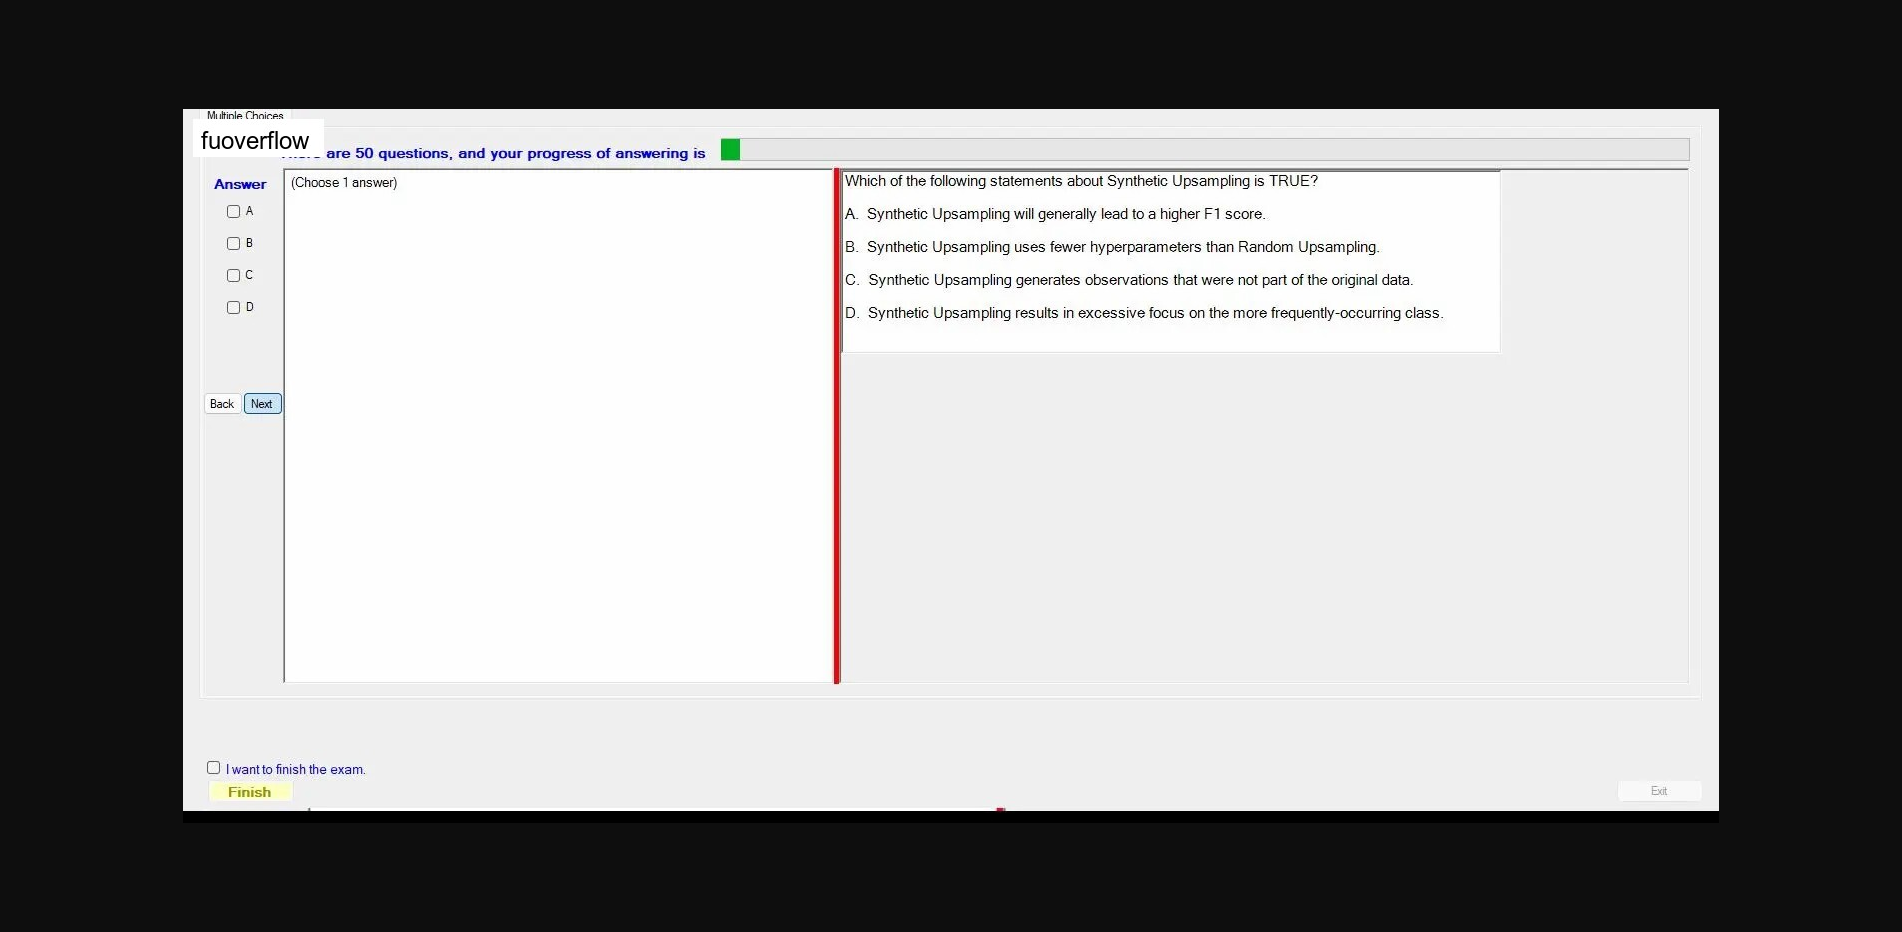 Multiple Choices
fuoverflow
are 50 questions, and your progress of answering is
Answer
(Choose 1 answer)
A
B
C
D
Back
Next
Which of the following statements about Synthetic Upsampling is TRUE?
A. Synthetic Upsampling will generally lead to a higher F1 score.
B. Synthetic Upsampling uses fewer hyperparameters than Random Upsampling.
C. Synthetic Upsampling generates observations that were not part of the original data.
D. Synthetic Upsampling results in excessive focus on the more frequently-occurring class.
I want to finish the exam.
Finish
Exit